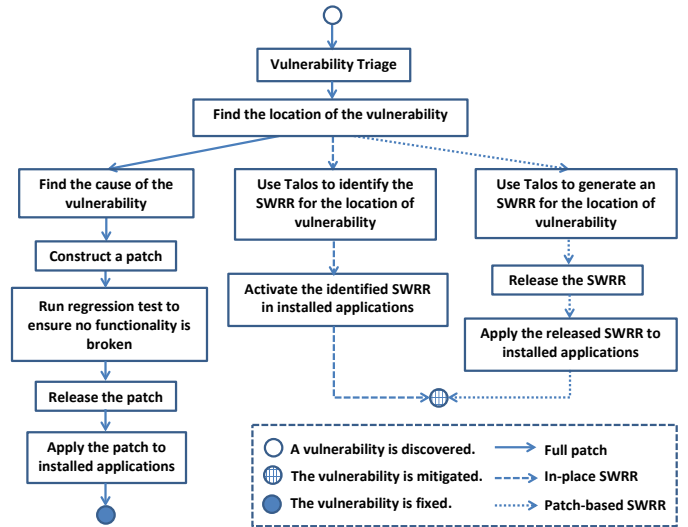 Vulnerability Triage
Find the location of the vulnerability
Find the cause of the
vulnerability
Construct a patch
Run regression test to
ensure no functionality is
broken
Release the patch
Apply the patch to
installed applications
Use Talos to identify the
SWRR for the location of
vulnerability
Activate the identified SWRR
in installed applications
Use Talos to generate an
SWRR for the location of
vulnerability
Release the SWRR
Apply the released SWRR to
installed applications
A vulnerability is discovered.
The vulnerability is mitigated.
The vulnerability is fixed.
Full patch
In-place SWRR
Patch-based SWRR